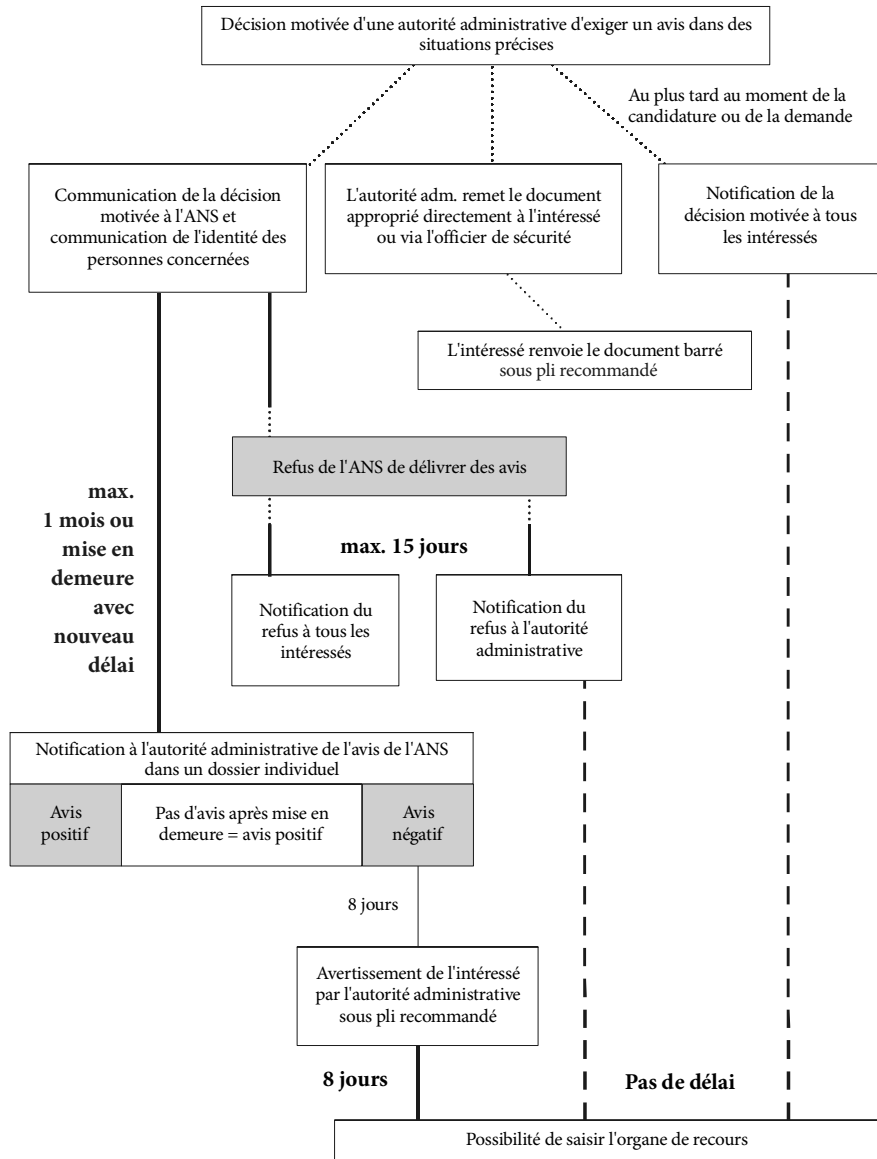 Décision motivée d'une autorité administrative d'exiger un avis dans des
situations précises
Au plus tard au moment de la
candidature ou de la demande
Communication de la décision
motivée à l'ANS et
communication de l'identité des
personnes concernées
L'autorité adm. remet le document
approprié directement à l'intéressé
ou via l'officier de sécurité
Notification de la
décision motivée à tous
les intéressés
L'intéressé renvoie le document barré
sous pli recommandé
Refus de l'ANS de délivrer des avis
max.
1 mois ou
mise en
demeure
avec
nouveau
délai
max. 15 jours
Notification du
refus à tous les
intéressés
Notification du
refus à l'autorité
administrative
Notification à l'autorité administrative de l'avis de l'ANS
dans un dossier individuel
Avis
positif
Pas d'avis après mise en
demeure = avis positif
Avis
négatif
8 jours
Avertissement de l'intéressé
par l'autorité administrative
sous pli recommandé
8 jours
Pas de délai
Possibilité de saisir l'organe de recours